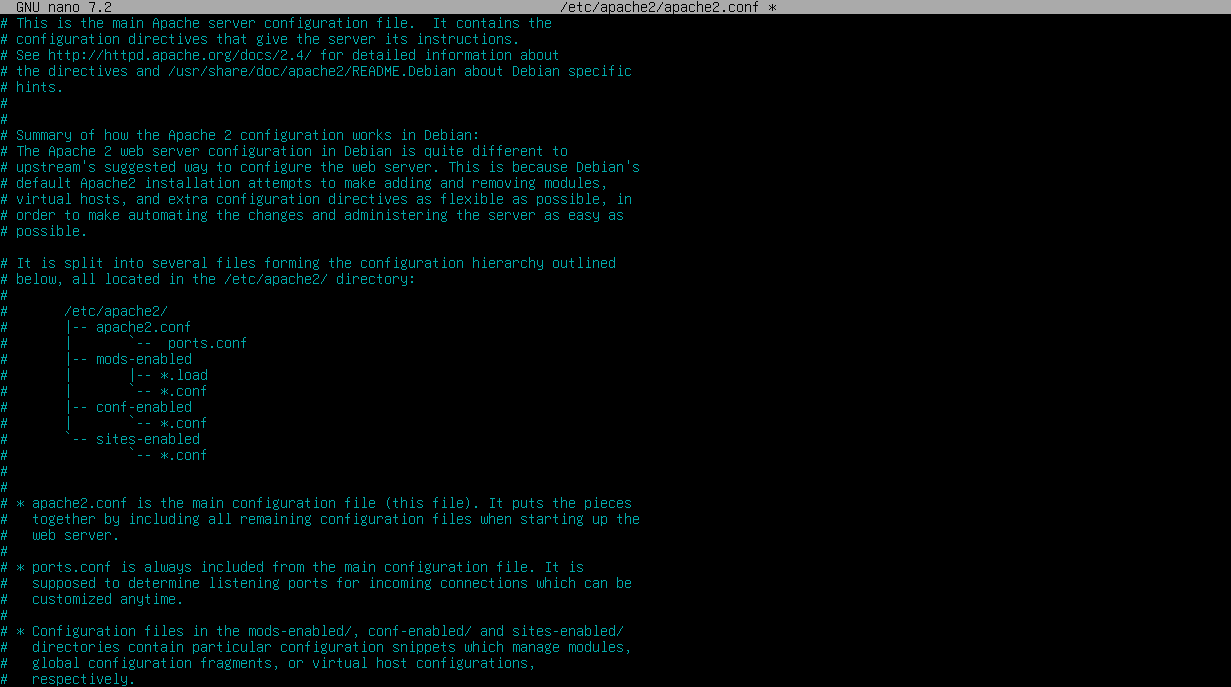 GNU nano 7.2 /etc/apache2/apache2.conf *
# This is the main Apache server configuration file.  It contains the
# configuration directives that give the server its instructions.
# See http://httpd.apache.org/docs/2.4/ for detailed information about
# the directives and /usr/share/doc/apache2/README.Debian about Debian specific
# hints.
#
#
# Summary of how the Apache 2 configuration works in Debian:
# The Apache 2 web server configuration in Debian is quite different to
# upstream's suggested way to configure the web server. This is because Debian's
# default Apache2 installation attempts to make adding and removing modules,
# virtual hosts, and extra configuration directives as flexible as possible, in
# order to make automating the changes and administering the server as easy as
# possible.

# It is split into several files forming the configuration hierarchy outlined
# below, all located in the /etc/apache2/ directory:
#
#       /etc/apache2/
#       |-- apache2.conf
#       |       `--  ports.conf
#       |-- mods-enabled
#       |       |-- *.load
#       |       `-- *.conf
#       |-- conf-enabled
#       |       `-- *.conf
#       `-- sites-enabled
#               `-- *.conf
#
#
# * apache2.conf is the main configuration file (this file). It puts the pieces
#   together by including all remaining configuration files when starting up the
#   web server.
#
# * ports.conf is always included from the main configuration file. It is
#   supposed to determine listening ports for incoming connections which can be
#   customized anytime.
#
# * Configuration files in the mods-enabled/, conf-enabled/ and sites-enabled/
#   directories contain particular configuration snippets which manage modules,
#   global configuration fragments, or virtual host configurations,
#   respectively.